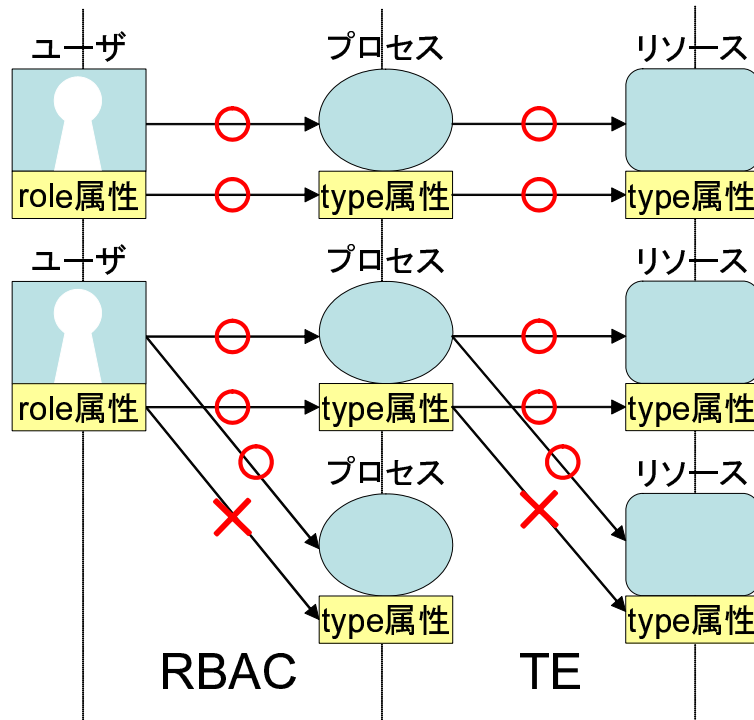 ユーザ プロセス リソース
role属性 type属性 type属性
ユーザ プロセス リソース
role属性 type属性 type属性
プロセス リソース
type属性 type属性
RBAC TE